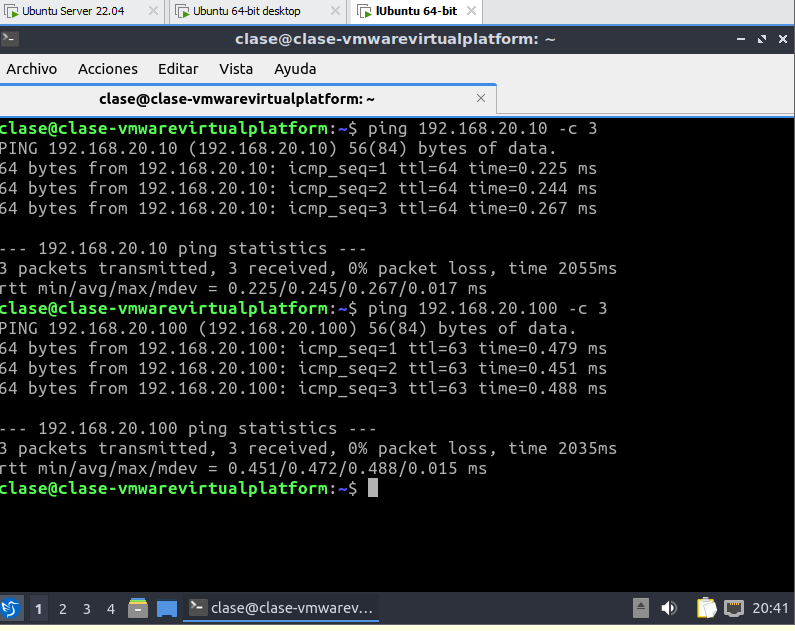 Ubuntu Server 22.04
Ubuntu 64-bit desktop
lUbuntu 64-bit
clase@clase-vmwarevirtualplatform: ~
Archivo Acciones Editar Vista Ayuda
clase@clase-vmwarevirtualplatform: ~
clase@clase-vmwarevirtualplatform:~$ ping 192.168.20.10 -c 3
PING 192.168.20.10 (192.168.20.10) 56(84) bytes of data.
64 bytes from 192.168.20.10: icmp_seq=1 ttl=64 time=0.225 ms
64 bytes from 192.168.20.10: icmp_seq=2 ttl=64 time=0.244 ms
64 bytes from 192.168.20.10: icmp_seq=3 ttl=64 time=0.267 ms
--- 192.168.20.10 ping statistics ---
3 packets transmitted, 3 received, 0% packet loss, time 2055ms
rtt min/avg/max/mdev = 0.225/0.245/0.267/0.017 ms
clase@clase-vmwarevirtualplatform:~$ ping 192.168.20.100 -c 3
PING 192.168.20.100 (192.168.20.100) 56(84) bytes of data.
64 bytes from 192.168.20.100: icmp_seq=1 ttl=63 time=0.479 ms
64 bytes from 192.168.20.100: icmp_seq=2 ttl=63 time=0.451 ms
64 bytes from 192.168.20.100: icmp_seq=3 ttl=63 time=0.488 ms
--- 192.168.20.100 ping statistics ---
3 packets transmitted, 3 received, 0% packet loss, time 2035ms
rtt min/avg/max/mdev = 0.451/0.472/0.488/0.015 ms
clase@clase-vmwarevirtualplatform:~$
1 2 3 4 clase@clase-vmwarev... 20:41